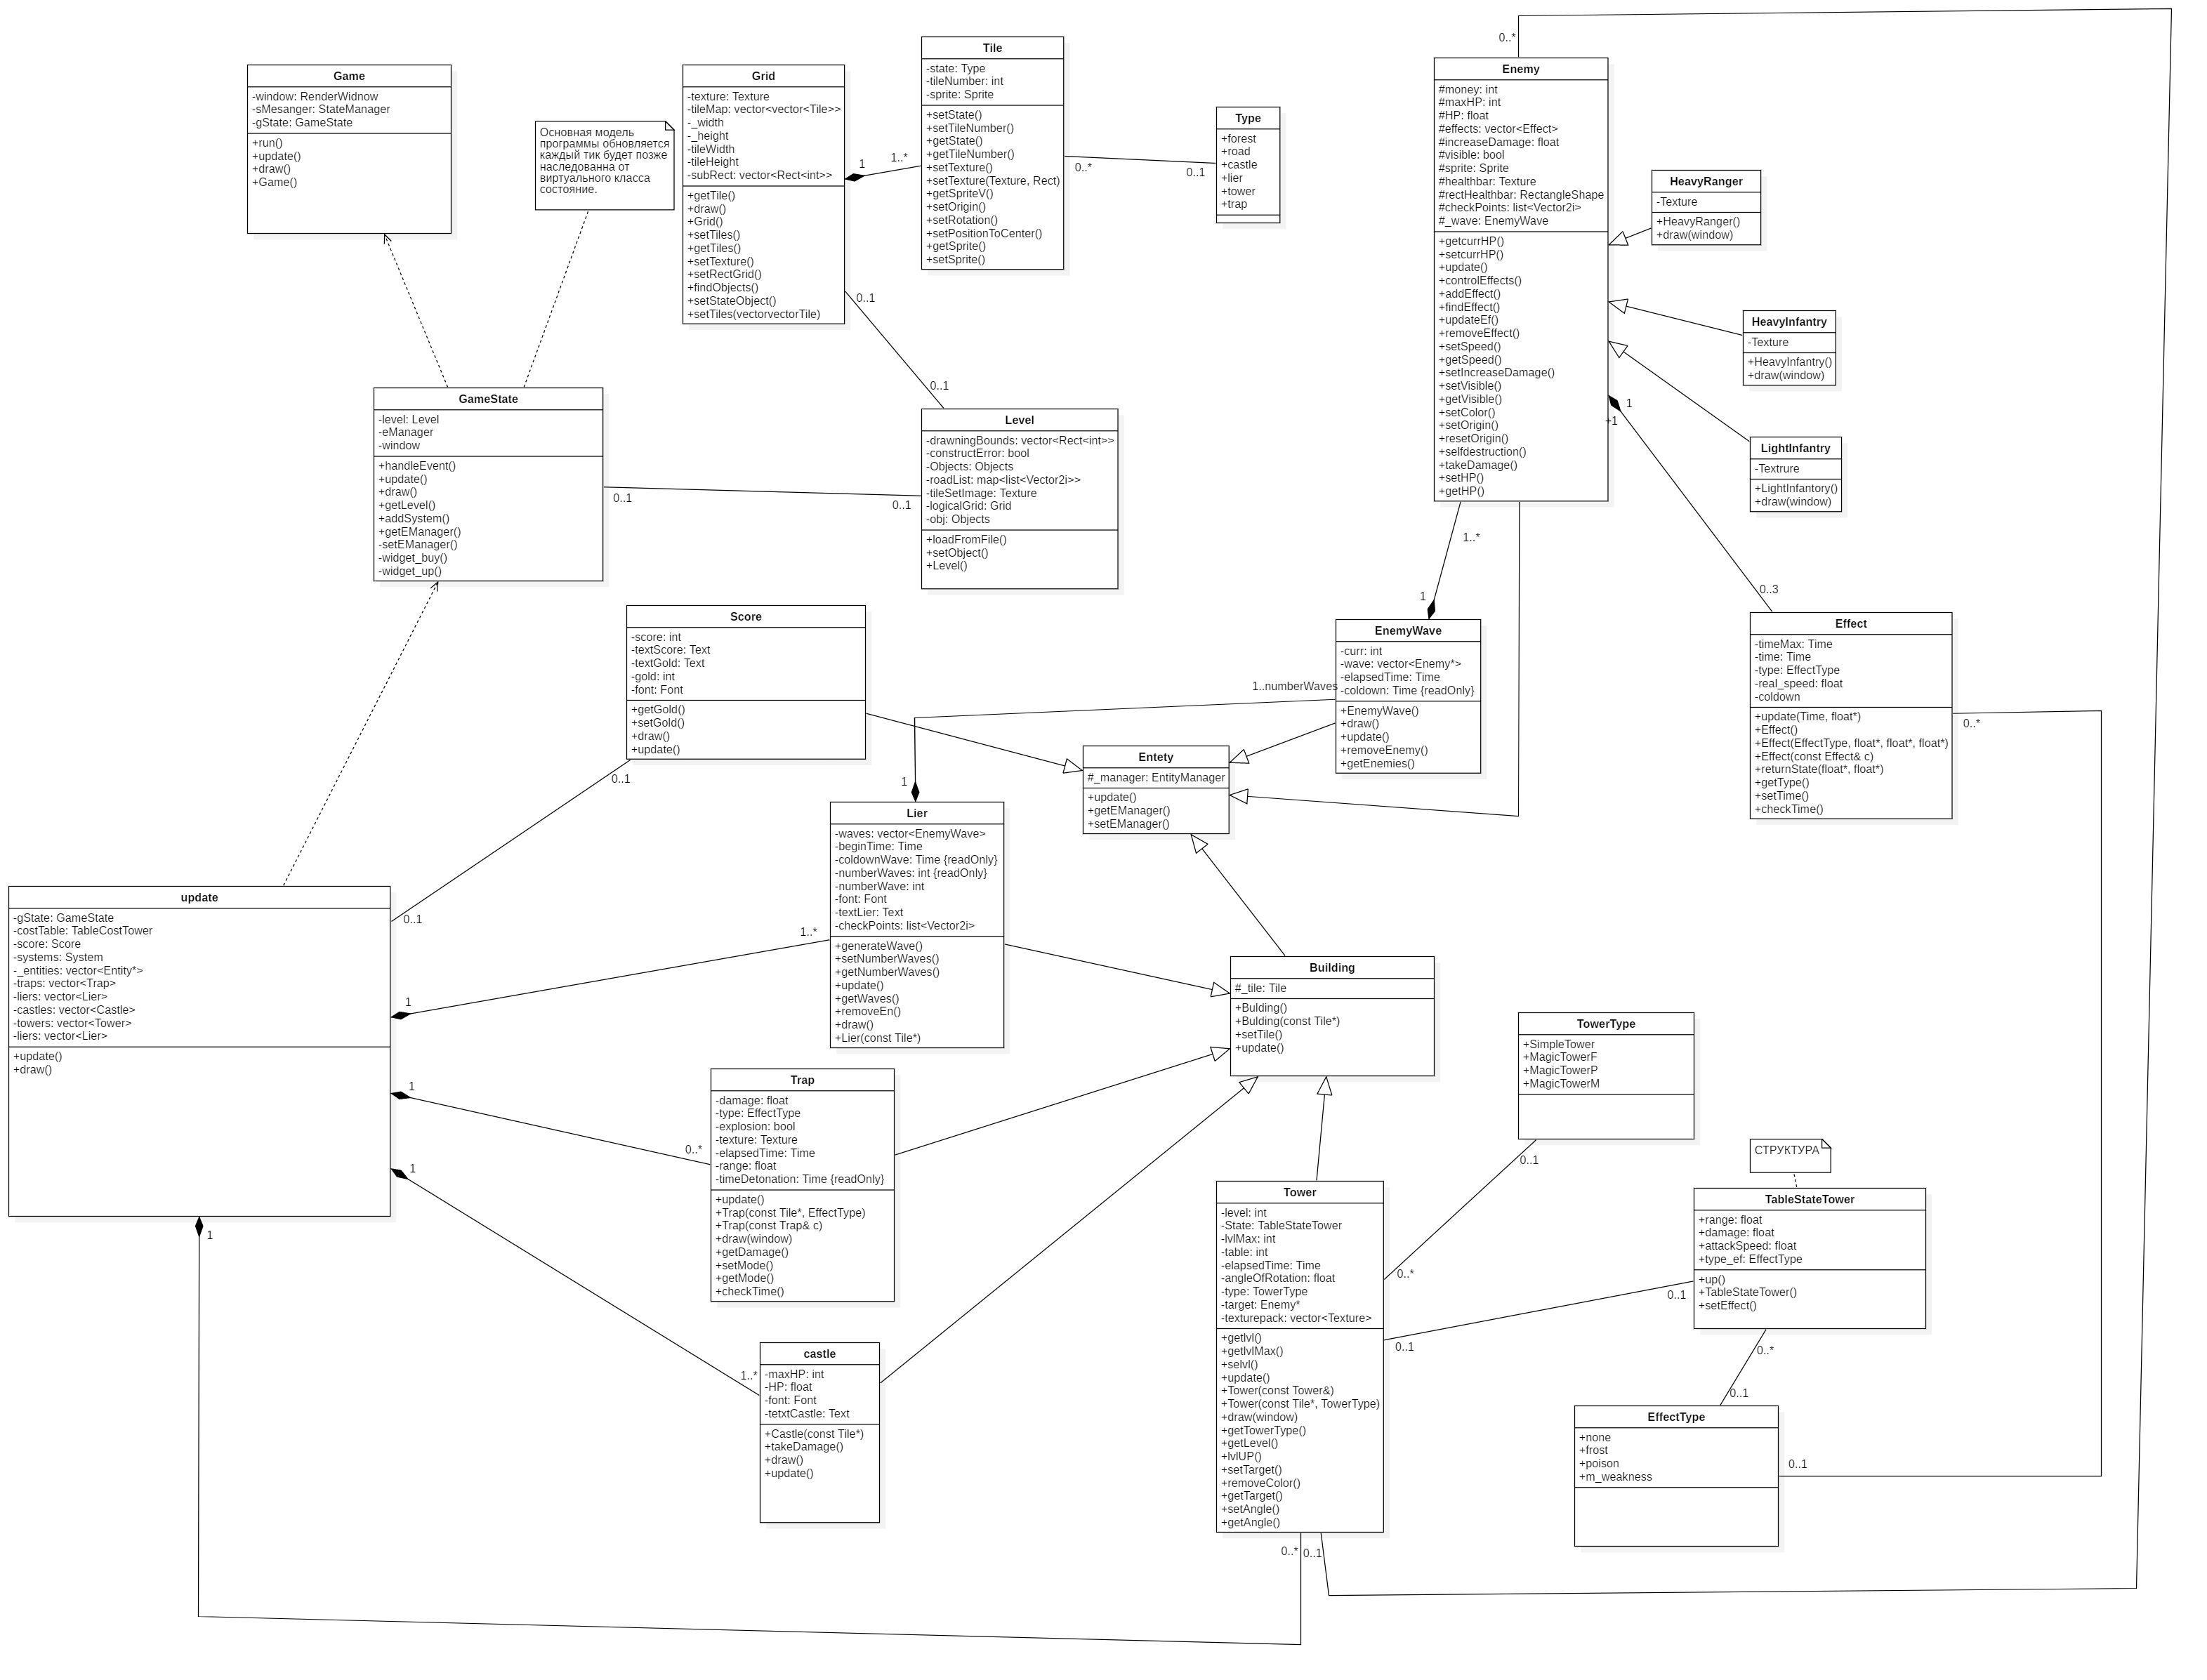 Game
-window: RenderWidnow
-sMesanger: StateManager
-gState: GameState
+run()
+update()
+draw()
+Game()
Основная модель
программы обновляется
каждый тик будет позже
наследованна от
виртуального класса
состояние.
Grid
-texture: Texture
-tileMap: vector<vector<Tile>>
-_width
-_height
-tileWidth
-tileHeight
-subRect: vector<Rect<int>>
+getTile()
+draw()
+Grid()
+setTiles()
+getTiles()
+setTexture()
+setRectGrid()
+findObjects()
+setStateObject()
+setTiles(vectorvectorTile)
1
1..*
Tile
-state: Type
-tileNumber: int
-sprite: Sprite
+setState()
+setTileNumber()
+getState()
+getTileNumber()
+setTexture()
+setTexture(Texture, Rect)
+getSpriteV()
+setOrigin()
+setRotation()
+setPositionToCenter()
+getSprite()
+setSprite()
0..*
0..1
Type
+forest
+road
+castle
+lier
+tower
+trap
0..*
Enemy
#money: int
#maxHP: int
#HP: float
#effects: vector<Effect>
#increaseDamage: float
#visible: bool
#sprite: Sprite
#healthbar: Texture
#rectHealthbar: RectangleShape
#checkPoints: list<Vector2i>
#_wave: EnemyWave
+getcurrHP()
+setcurrHP()
+update()
+controlEffects()
+addEffect()
+findEffect()
+updateEf()
+removeEffect()
+setSpeed()
+getSpeed()
+setIncreaseDamage()
+setVisible()
+getVisible()
+setColor()
+setOrigin()
+resetOrigin()
+selfdestruction()
+takeDamage()
+setHP()
+getHP()
HeavyRanger
-Texture
+HeavyRanger()
+draw(window)
HeavyInfantry
-Texture
+HeavyInfantry()
+draw(window)
LightInfantry
-Textrure
+LightInfantory()
+draw(window)
1
+1
0..3
0..1
0..1
GameState
-level: Level
-eManager
-window
+handleEvent()
+update()
+draw()
+getLevel()
+addSystem()
+getEManager()
-setEManager()
-widget_buy()
-widget_up()
0..1
0..1
Level
-drawningBounds: vector<Rect<int>>
-constructError: bool
-Objects: Objects
-roadList: map<list<Vector2i>>
-tileSetImage: Texture
-logicalGrid: Grid
-obj: Objects
+loadFromFile()
+setObject()
+Level()
1..*
1
Score
-score: int
-textScore: Text
-textGold: Text
-gold: int
-font: Font
+getGold()
+setGold()
+draw()
+update()
0..1
0..1
EnemyWave
-curr: int
-wave: vector<Enemy*>
-elapsedTime: Time
-coldown: Time {readOnly}
+EnemyWave()
+draw()
+update()
+removeEnemy()
+getEnemies()
1..numberWaves
1
Effect
-timeMax: Time
-time: Time
-type: EffectType
-real_speed: float
-coldown
+update(Time, float*)
+Effect()
+Effect(EffectType, float*, float*, float*)
+Effect(const Effect& c)
+returnState(float*, float*)
+getType()
+setTime()
+checkTime()
0..*
Entety
#_manager: EntityManager
+update()
+getEManager()
+setEManager()
Lier
-waves: vector<EnemyWave>
-beginTime: Time
-coldownWave: Time {readOnly}
-numberWaves: int {readOnly}
-numberWave: int
-font: Font
-textLier: Text
-checkPoints: list<Vector2i>
+generateWave()
+setNumberWaves()
+getNumberWaves()
+update()
+getWaves()
+removeEn()
+draw()
+Lier(const Tile*)
update
-gState: GameState
-costTable: TableCostTower
-score: Score
-systems: System
-_entities: vector<Entity*>
-traps: vector<Trap>
-liers: vector<Lier>
-castles: vector<Castle>
-towers: vector<Tower>
-liers: vector<Lier>
+update()
+draw()
1..*
1
1
0..*
1
1..*
1
Building
#_tile: Tile
+Bulding()
+Bulding(const Tile*)
+setTile()
+update()
Trap
-damage: float
-type: EffectType
-explosion: bool
-texture: Texture
-elapsedTime: Time
-range: float
-timeDetonation: Time {readOnly}
+update()
+Trap(const Tile*, EffectType)
+Trap(const Trap& c)
+draw(window)
+getDamage()
+setMode()
+getMode()
+checkTime()
TowerType
+SimpleTower
+MagicTowerF
+MagicTowerP
+MagicTowerM
0..1
0..*
СТРУКТУРА
TableStateTower
+range: float
+damage: float
+attackSpeed: float
+type_ef: EffectType
+up()
+TableStateTower()
+setEffect()
0..1
0..1
0..*
0..1
Tower
-level: int
-State: TableStateTower
-lvlMax: int
-table: int
-elapsedTime: Time
-angleOfRotation: float
-type: TowerType
-target: Enemy*
-texturepack: vector<Texture>
+getlvl()
+getlvlMax()
+selvl()
+update()
+Tower(const Tower&)
+Tower(const Tile*, TowerType)
+draw(window)
+getTowerType()
+getLevel()
+lvlUP()
+setTarget()
+removeColor()
+getTarget()
+setAngle()
+getAngle()
0..*
0..1
castle
-maxHP: int
-HP: float
-font: Font
-tetxtCastle: Text
+Castle(const Tile*)
+takeDamage()
+draw()
+update()
EffectType
+none
+frost
+poison
+m_weakness
0..1